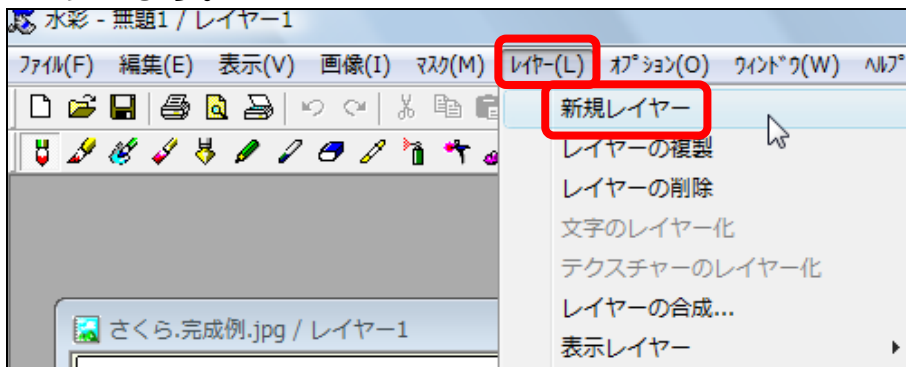 水彩 - 無題1 / レイヤー1
ﾌｧｲﾙ(F) 編集(E) 表示(V) 画像(I) ﾏｽｸ(M) ﾚｲﾔｰ(L) ｵﾌﾟｼｮﾝ(O) ｳｨﾝﾄﾞｳ(W) ﾍﾙﾌﾟ
新規レイヤー
レイヤーの複製
レイヤーの削除
文字のレイヤー化
テクスチャーのレイヤー化
レイヤーの合成...
表示レイヤー
さくら.完成例.jpg / レイヤー1